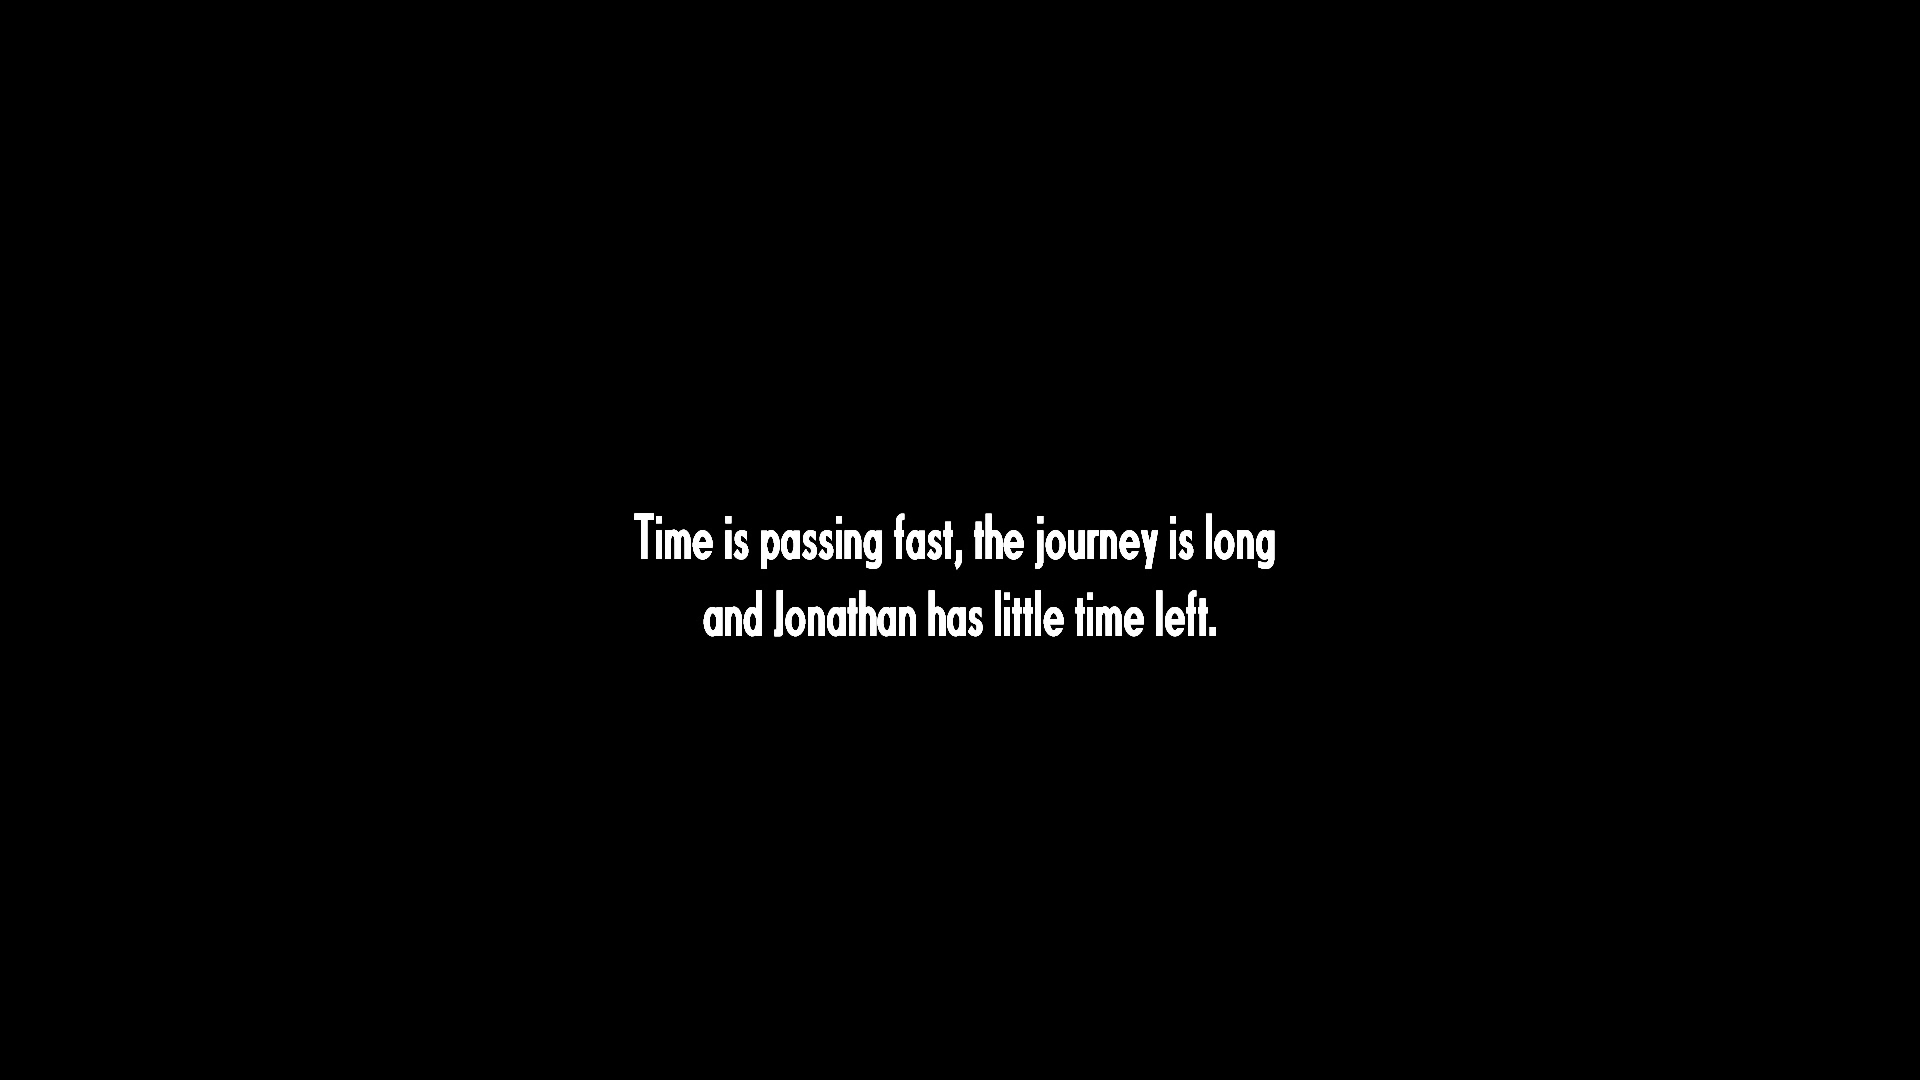 Time is passing fast, the journey is long
and Jonathan has little time left.